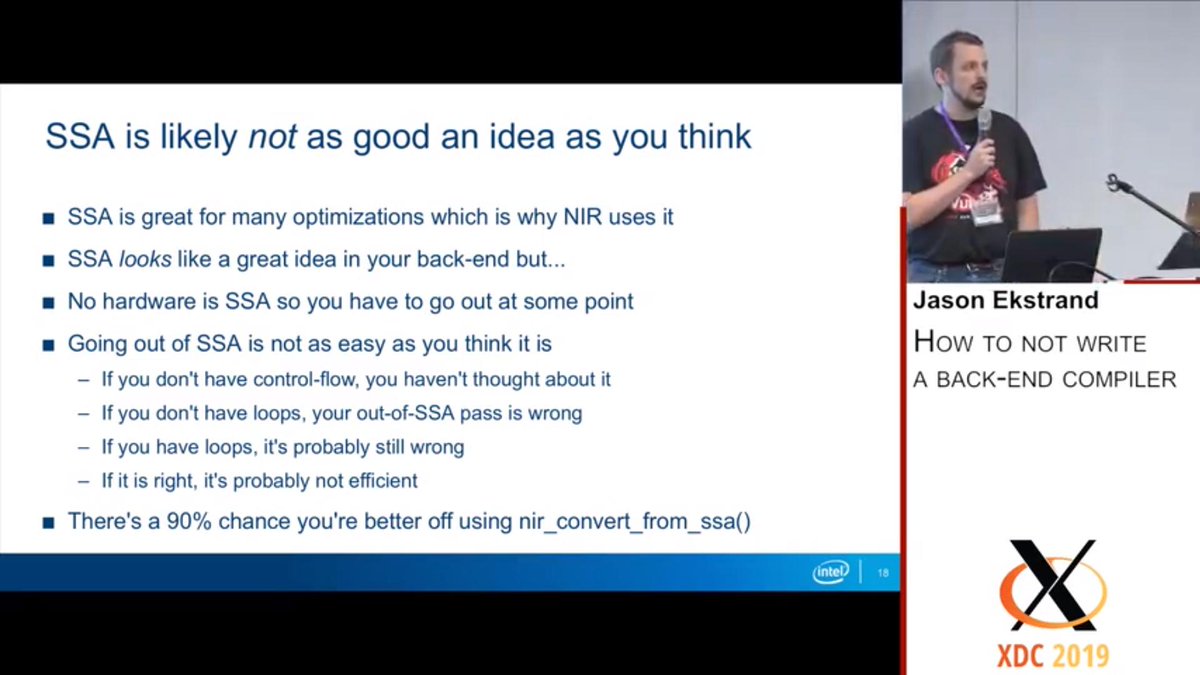 SSA is likely not as good an idea as you think
■ SSA is great for many optimizations which is why NIR uses it
■ SSA looks like a great idea in your back-end but...
■ No hardware is SSA so you have to go out at some point
■ Going out of SSA is not as easy as you think it is
– If you don't have control-flow, you haven't thought about it
– If you don't have loops, your out-of-SSA pass is wrong
– If you have loops, it's probably still wrong
– If it is right, it's probably not efficient
■ There's a 90% chance you're better off using nir_convert_from_ssa()
intel
18
Jason Ekstrand
How to not write
a back-end compiler
X
XDC 2019